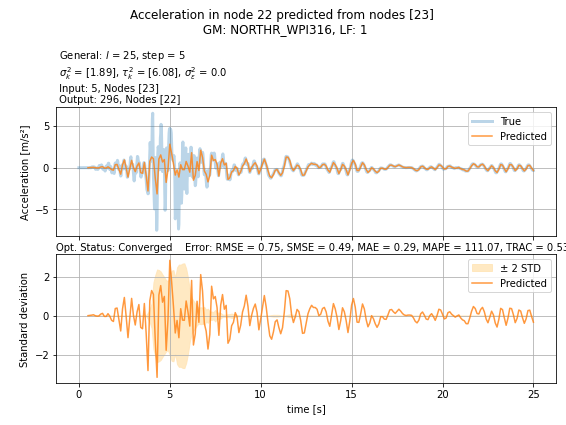 Acceleration in node 22 predicted from nodes [23]
GM: NORTHR_WPI316, LF: 1
General: l = 25, step = 5
σ²ₖ = [1.89], τ²ₖ = [6.08], σ²ε = 0.0
Input: 5, Nodes [23]
Output: 296, Nodes [22]
Acceleration [m/s²]
5
0
−5
True
Predicted
Opt. Status: Converged Error: RMSE = 0.75, SMSE = 0.49, MAE = 0.29, MAPE = 111.07, TRAC = 0.53
Standard deviation
2
0
−2
± 2 STD
Predicted
0 5 10 15 20 25
time [s]